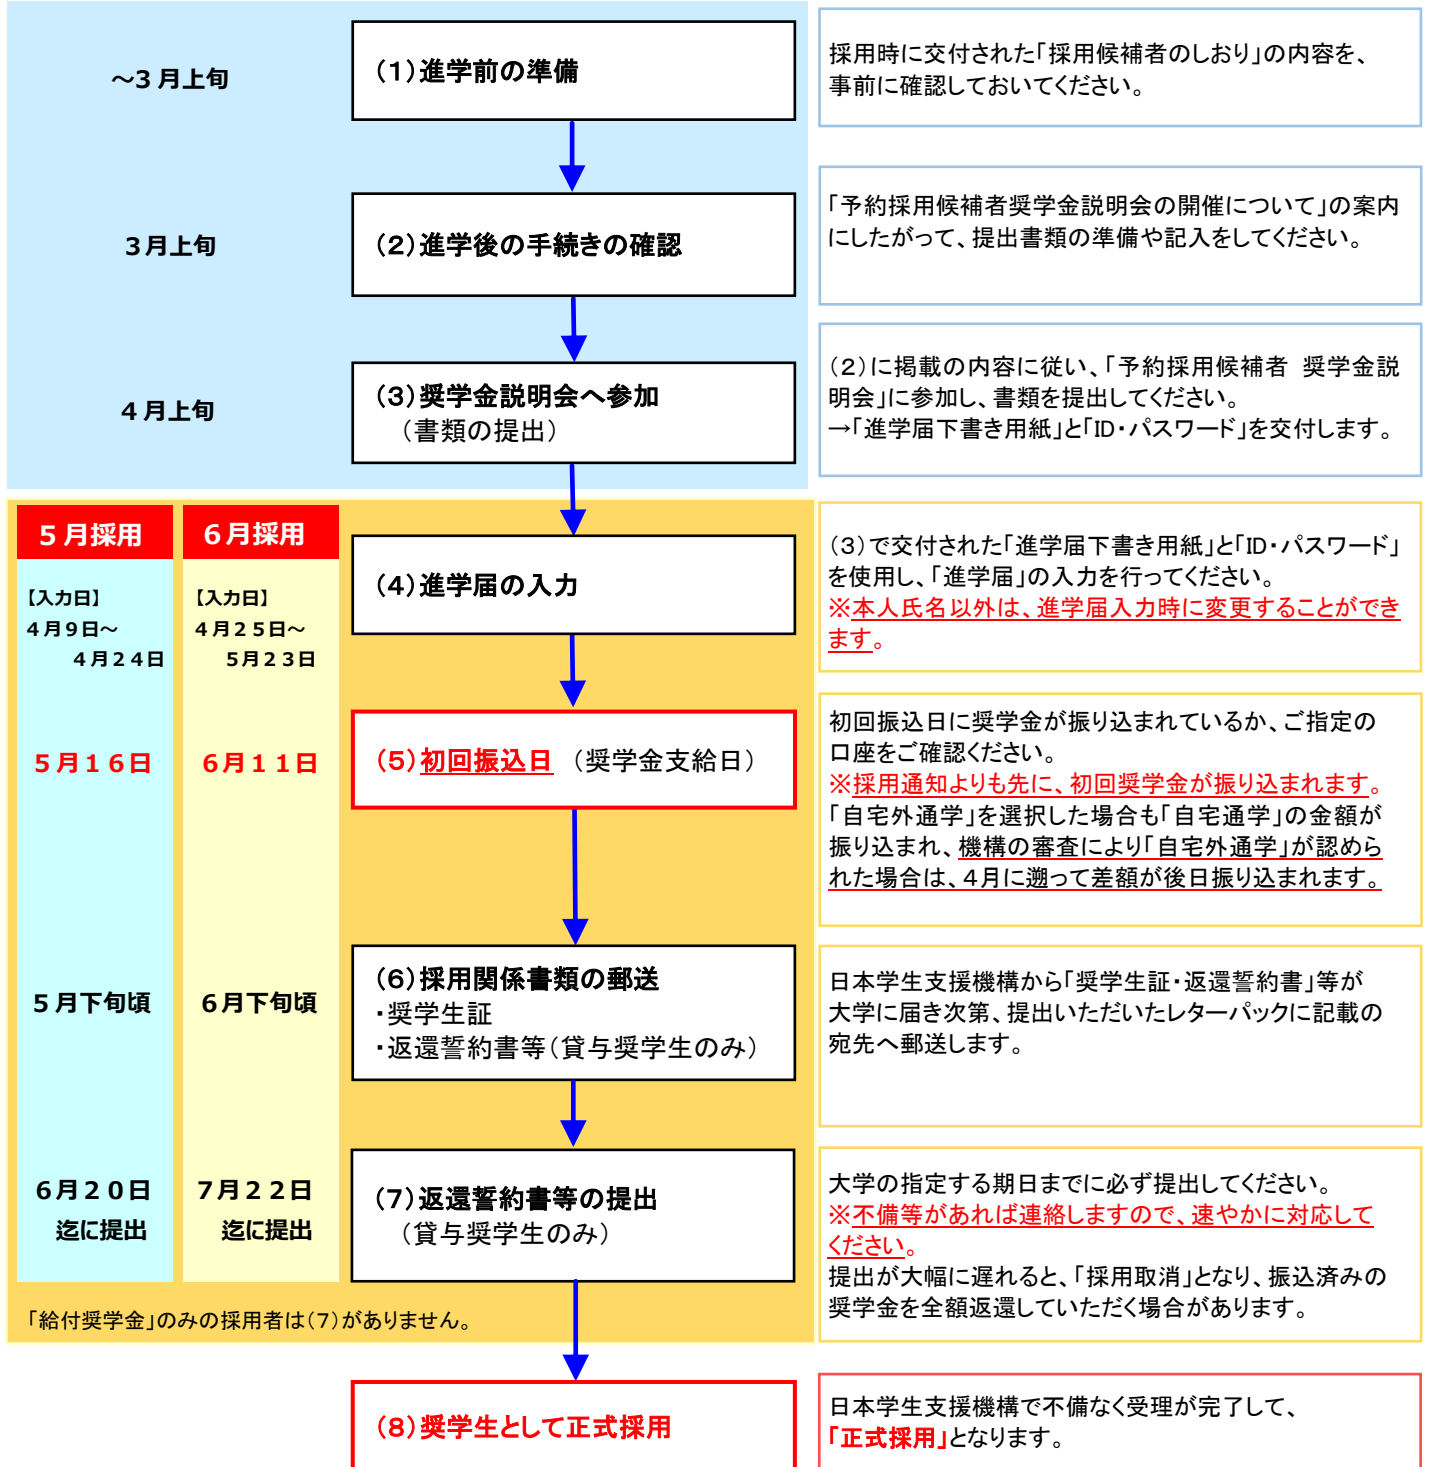 ～3月上旬
(1)進学前の準備
採用時に交付された「採用候補者のしおり」の内容を、
事前に確認しておいてください。
3月上旬
(2)進学後の手続きの確認
「予約採用候補者奨学金説明会の開催について」の案内
にしたがって、提出書類の準備や記入をしてください。
4月上旬
(3)奨学金説明会へ参加
（書類の提出）
(2)に掲載の内容に従い、「予約採用候補者 奨学金説
明会」に参加し、書類を提出してください。
→「進学届下書き用紙」と「ID・パスワード」を交付します。
5月採用
6月採用
【入力日】
4月9日～
4月24日
【入力日】
4月25日～
5月23日
(4)進学届の入力
(3)で交付された「進学届下書き用紙」と「ID・パスワード」
を使用し、「進学届」の入力を行ってください。
※本人氏名以外は、進学届入力時に変更することができ
ます。
5月16日
6月11日
(5)初回振込日 （奨学金支給日）
初回振込日に奨学金が振り込まれているか、ご指定の
口座をご確認ください。
※採用通知よりも先に、初回奨学金が振り込まれます。
「自宅外通学」を選択した場合も「自宅通学」の金額が
振り込まれ、機構の審査により「自宅外通学」が認めら
れた場合は、4月に遡って差額が後日振り込まれます。
5月下旬頃
6月下旬頃
(6)採用関係書類の郵送
・奨学生証
・返還誓約書等（貸与奨学生のみ）
日本学生支援機構から「奨学生証・返還誓約書」等が
大学に届き次第、提出いただいたレターパックに記載の
宛先へ郵送します。
6月20日
迄に提出
7月22日
迄に提出
(7)返還誓約書等の提出
（貸与奨学生のみ）
大学の指定する期日までに必ず提出してください。
※不備等があれば連絡しますので、速やかに対応して
ください。
提出が大幅に遅れると、「採用取消」となり、振込済みの
奨学金を全額返還していただく場合があります。
「給付奨学金」のみの採用者は(7)がありません。
(8)奨学生として正式採用
日本学生支援機構で不備なく受理が完了して、
「正式採用」となります。